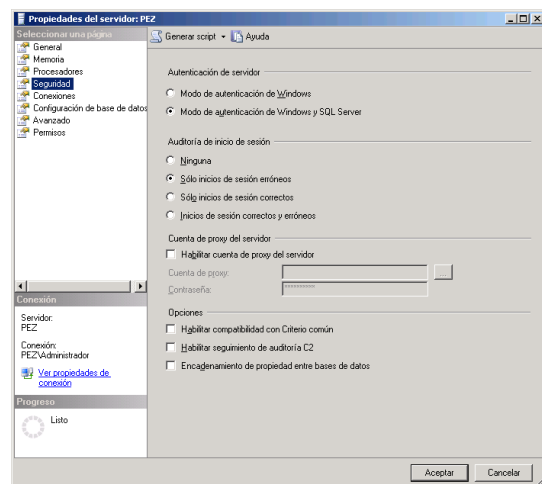 Propiedades del servidor: PEZ
Seleccionar una página
General
Memoria
Procesadores
Seguridad
Conexiones
Configuración de base de datos
Avanzado
Permisos
Conexión
Servidor:
PEZ
Conexión:
PEZ\Administrador
Ver propiedades de
conexión
Progreso
Listo
Generar script Ayuda
Autenticación de servidor
Modo de autenticación de Windows
Modo de autenticación de Windows y SQL Server
Auditoría de inicio de sesión
Ninguna
Sólo inicios de sesión erróneos
Sólo inicios de sesión correctos
Inicios de sesión correctos y erróneos
Cuenta de proxy del servidor
Habilitar cuenta de proxy del servidor
Cuenta de proxy: ...
Contraseña: **********
Opciones
Habilitar compatibilidad con Criterio común
Habilitar seguimiento de auditoría C2
Encadenamiento de propiedad entre bases de datos
Aceptar Cancelar